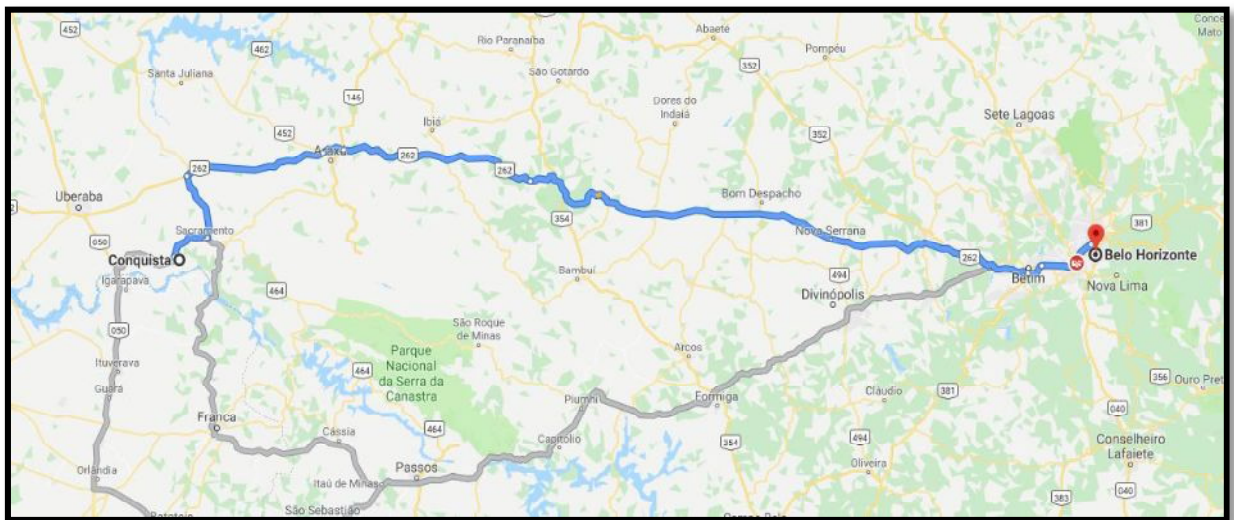 452
Conce
Mato
Abaeté
Rio Paranaíba
462
Pompéu
Santa Juliana
São Gotardo
352
146
Dores do
Indaiá
Sete Lagoas
Ibiá
452
352
262
262
262
Bom Despacho
Uberaba
354
381
Sacramento
Nova Serrana
050
262
Belo Horizonte
Conquista
Betim
Bambuí
494
Igarapava
Nova Lima
464
Divinópolis
São Roque
de Minas
050
Arcos
Parque
Nacional
da Serra da
Canastra
464
Ituverava
356
Ouro Pret
Guará
Cláudio
381
Piumhi
Formiga
040
Franca
Cássia
464
Capitólio
354
494
Conselheiro
Lafaiete
Orlândia
Passos
Oliveira
Itaú de Minas
040
383
São Sebastião